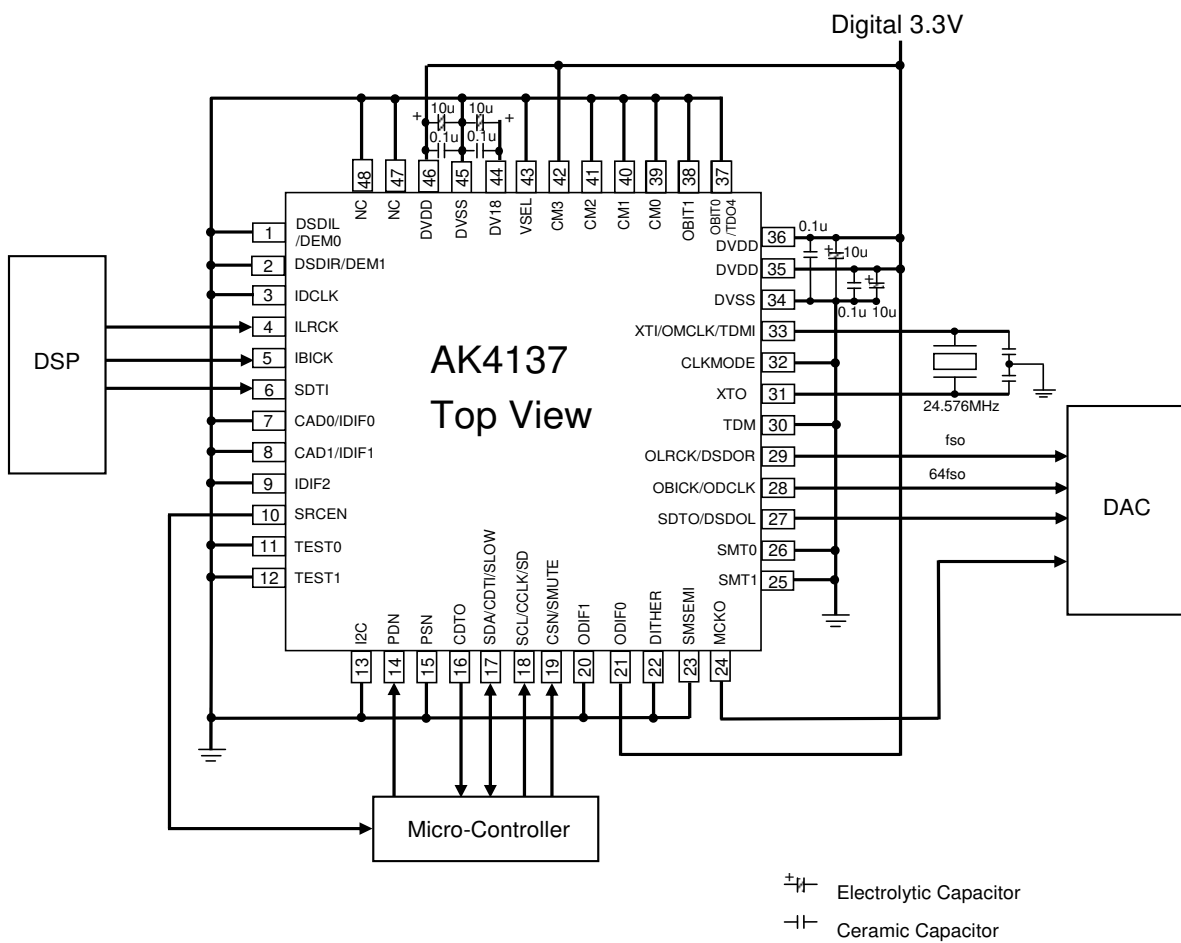 Digital 3.3V
10u
10u
0.1u
0.1u
+
+
48
47
46
45
44
43
42
41
40
39
38
37
NC
NC
DVDD
DVSS
DV18
VSEL
CM3
CM2
CM1
CM0
OBIT1
OBIT0
/TDO4
DSP
1
DSDIL
/DEM0
2
DSDIR/DEM1
3
IDCLK
4
ILRCK
5
IBICK
6
SDTI
7
CAD0/IDIF0
8
CAD1/IDIF1
9
IDIF2
10
SRCEN
11
TEST0
12
TEST1
AK4137
Top View
DVDD
36
0.1u
+
10u
DVDD
35
+
0.1u
10u
DVSS
34
XTI/OMCLK/TDMI
33
CLKMODE
32
XTO
31
24.576MHz
TDM
30
OLRCK/DSDOR
29
fso
OBICK/ODCLK
28
64fso
SDTO/DSDOL
27
SMT0
26
SMT1
25
DAC
I2C
PDN
PSN
CDTO
SDA/CDTI/SLOW
SCL/CCLK/SD
CSN/SMUTE
ODIF1
ODIF0
DITHER
SMSEMI
MCKO
13
14
15
16
17
18
19
20
21
22
23
24
Micro-Controller
+
Electrolytic Capacitor
Ceramic Capacitor